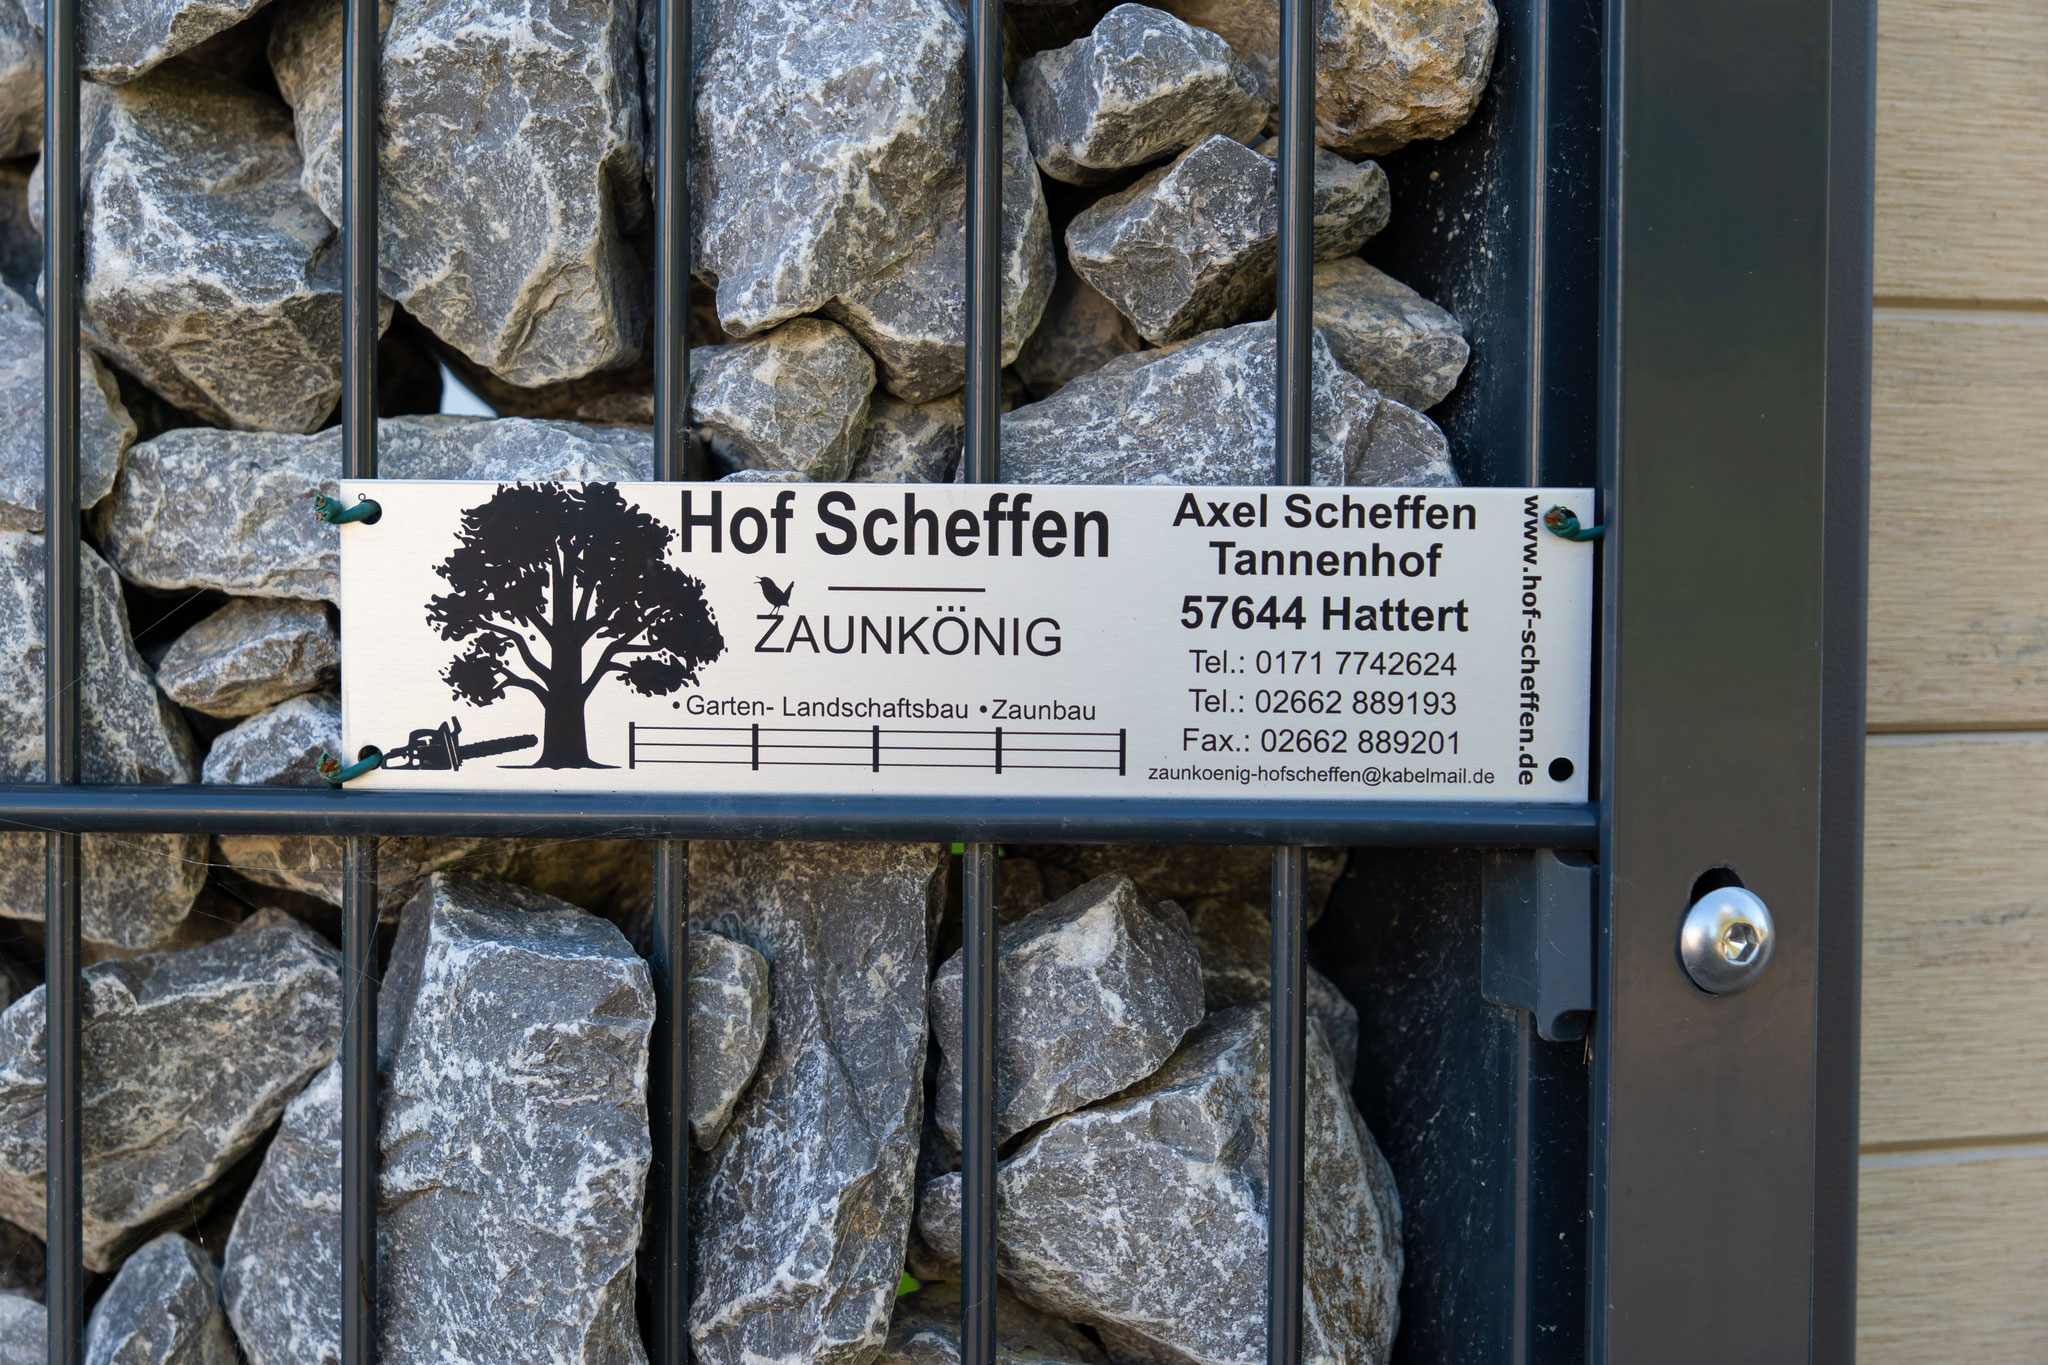 Hof Scheffen
ZAUNKÖNIG
•Garten- Landschaftsbau •Zaunbau
Axel Scheffen
Tannenhof
57644 Hattert
Tel.: 0171 7742624
Tel.: 02662 889193
Fax.: 02662 889201
zaunkoenig-hofscheffen@kabelmail.de
www.hof-scheffen.de